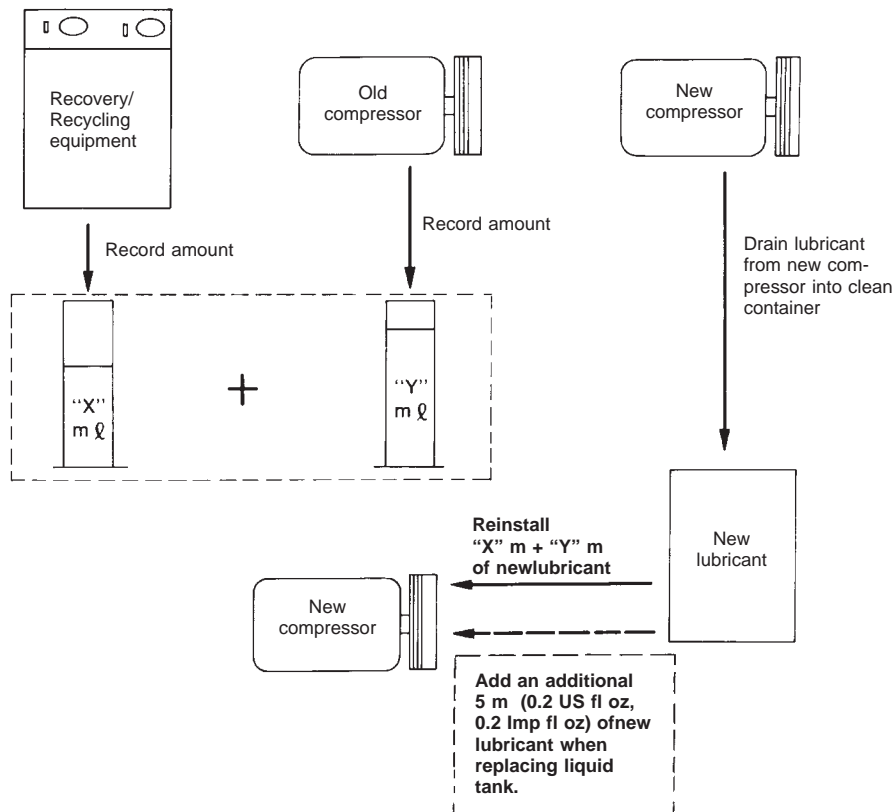 Recovery/
Recycling
equipment
Old
compressor
New
compressor
Record amount
Record amount
Drain lubricant
from new com-
pressor into clean
container
“X”
m ℓ
+
“Y”
m ℓ
Reinstall
“X” m + “Y” m
of newlubricant
New
lubricant
New
compressor
Add an additional
5 m (0.2 US fl oz,
0.2 Imp fl oz) ofnew
lubricant when
replacing liquid
tank.